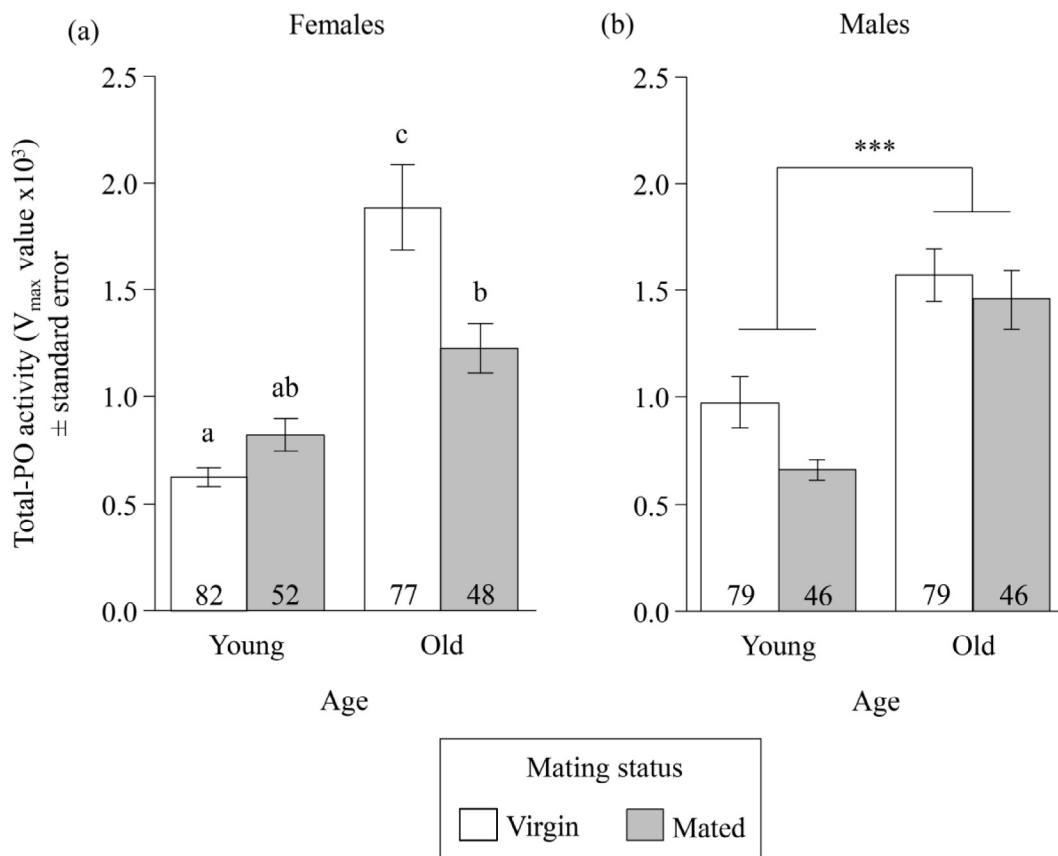 (a)
Females
2.5
2.0
1.5
1.0
0.5
0.0
Total-PO activity (Vmax value x10³)
± standard error
a
ab
c
b
82
52
77
48
Young
Old
Age
(b)
Males
2.5
2.0
1.5
1.0
0.5
0.0
***
79
46
79
46
Young
Old
Age
Mating status
Virgin
Mated